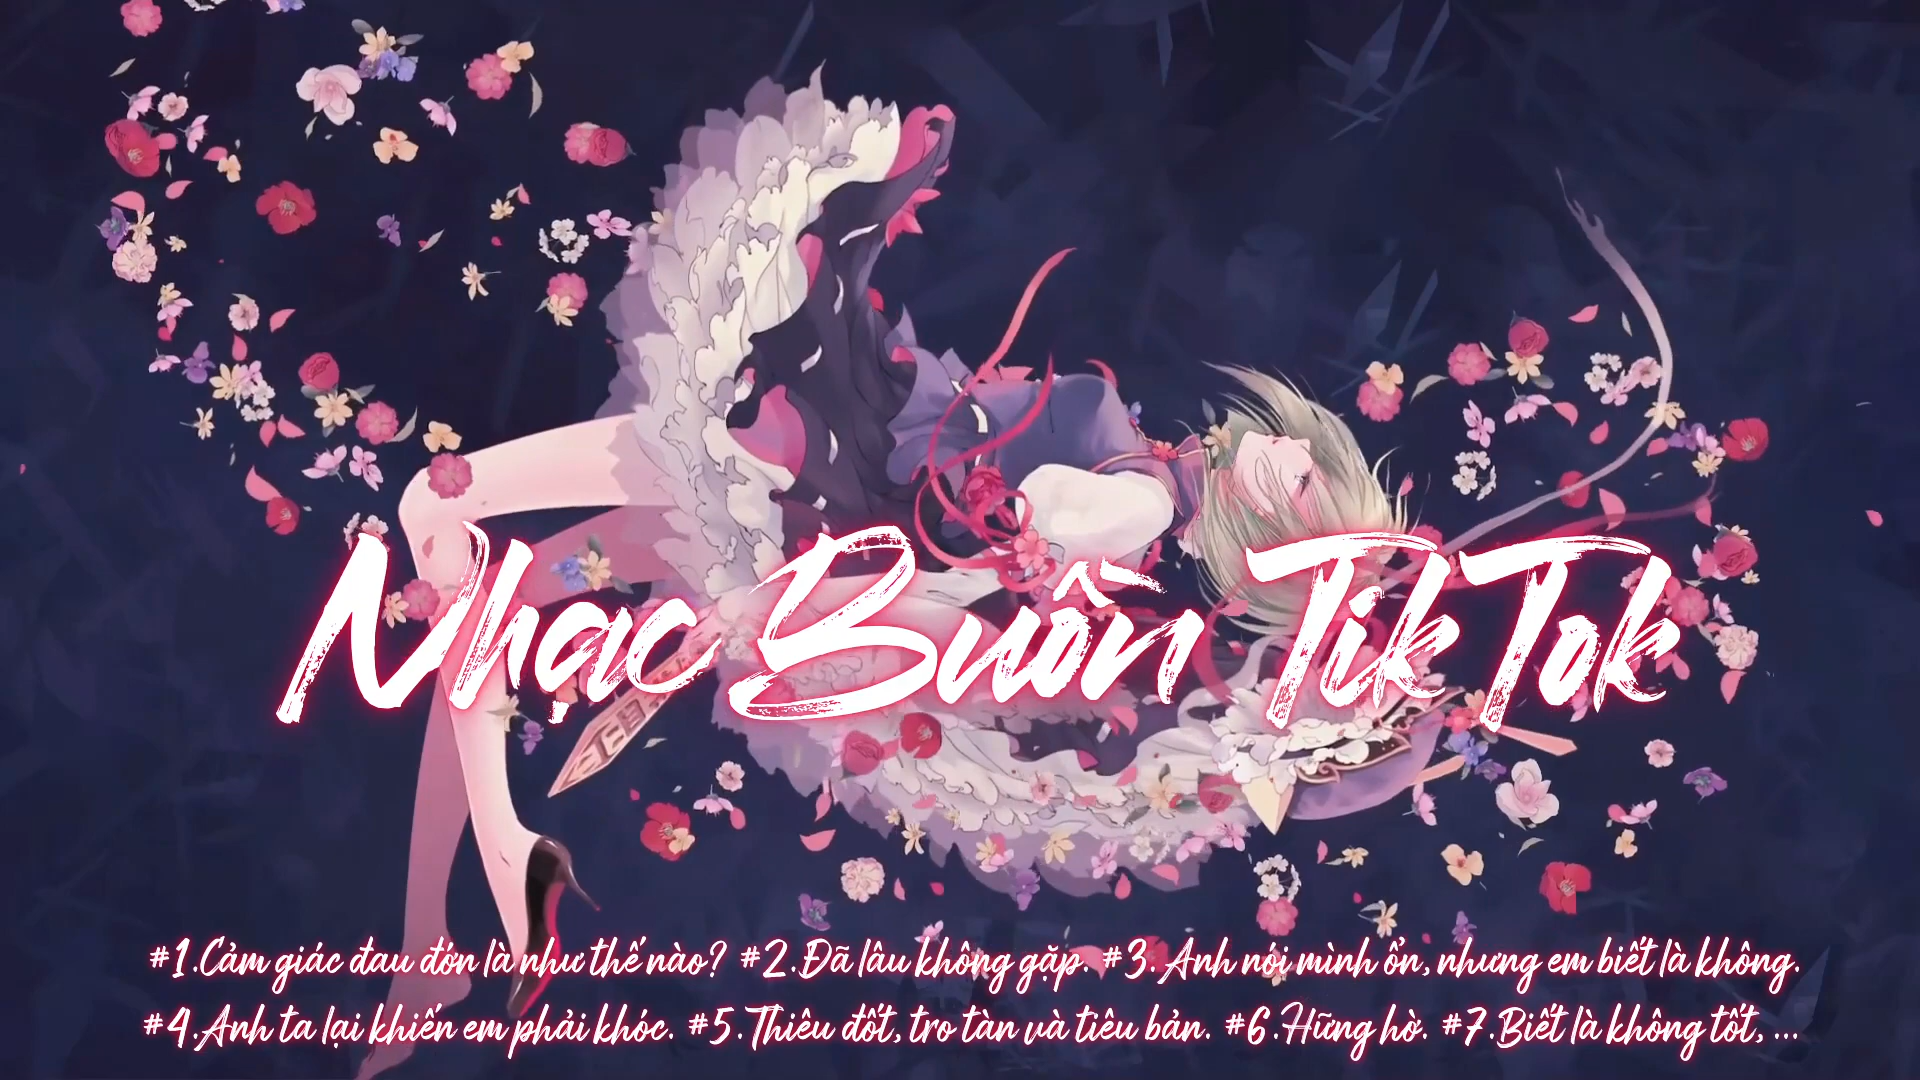 Nhạc Buồn TikTok
#1.Cảm giác đau đớn là như thế nào? #2.Đã lâu không gặp. #3. Anh nói mình ổn, nhưng em biết là không.
#4.Anh ta lại khiến em phải khóc. #5.Thiêu đốt, tro tàn và tiêu bản. #6.Hững hờ. #7.Biết là không tốt, ...